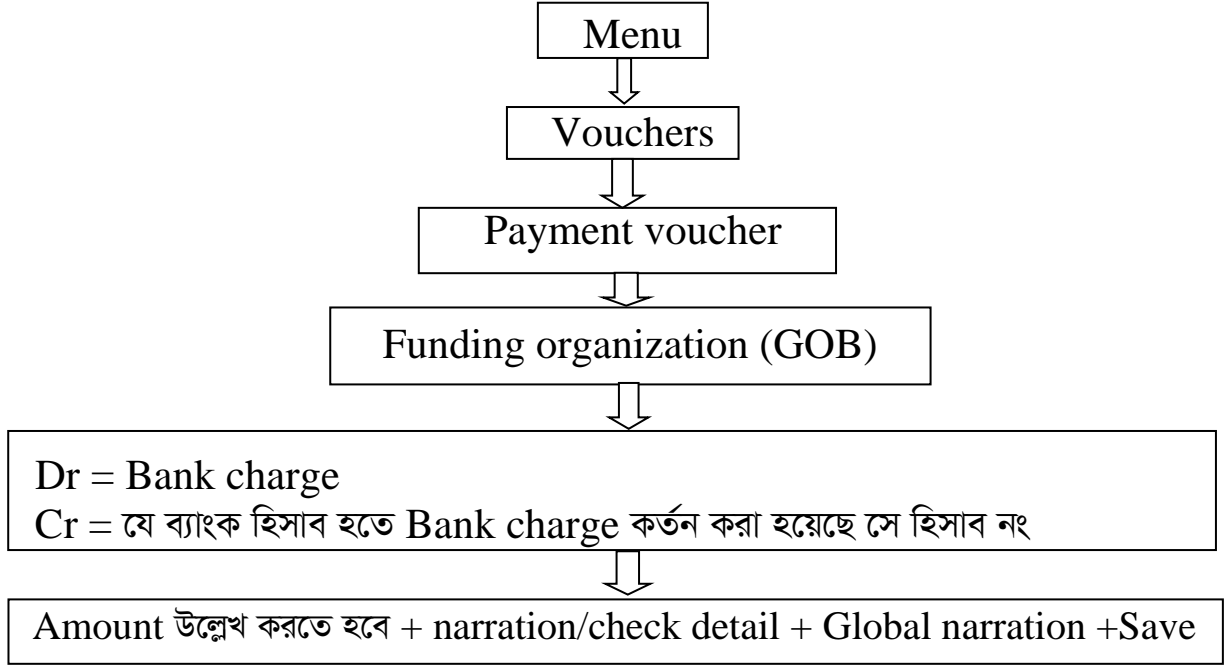 Menu
Vouchers
Payment voucher
Funding organization (GOB)
Dr = Bank charge
Cr = যে ব্যাংক হিসাব হতে Bank charge কর্তন করা হয়েছে সে হিসাব নং
Amount উল্লেখ করতে হবে + narration/check detail + Global narration +Save